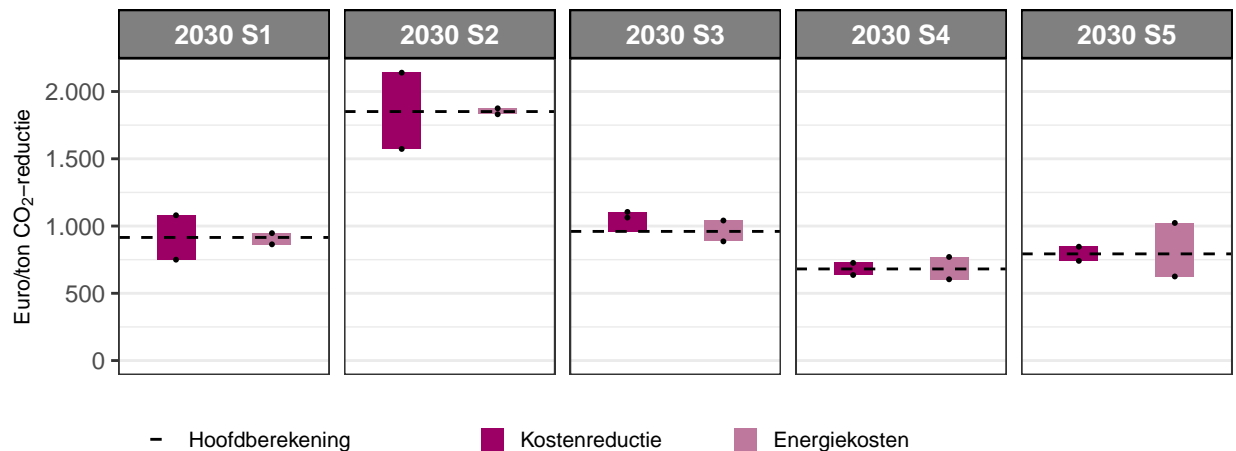 2030 S1 2030 S2 2030 S3 2030 S4 2030 S5
Euro/ton CO₂−reductie
2.000
1.500
1.000
500
0
Hoofdberekening Kostenreductie Energiekosten